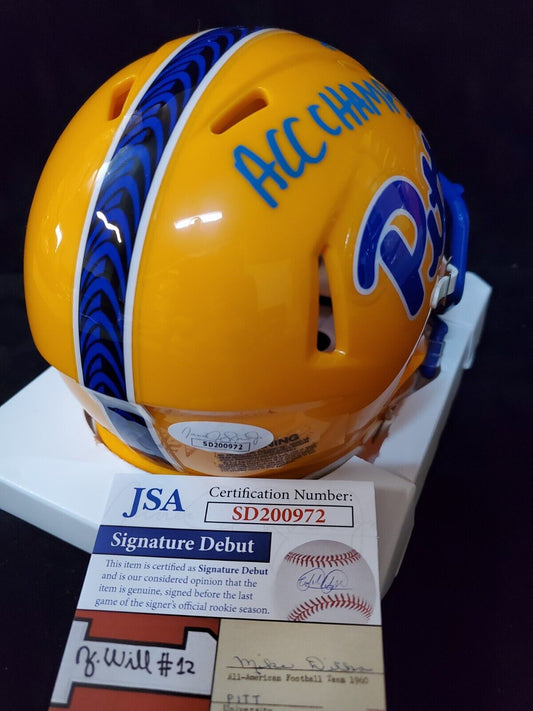 ACC CHAMP
Pitt
SD200972
JSA
Certification Number:
SD200972
Signature Debut
This item is certified as Signature Debut
and is our considered opinion that the
item is genuine, signed before the last
game of the signer's official rookie season.
Y. Will #12
Mike Ditka
All-American Football Team 1960
PITT